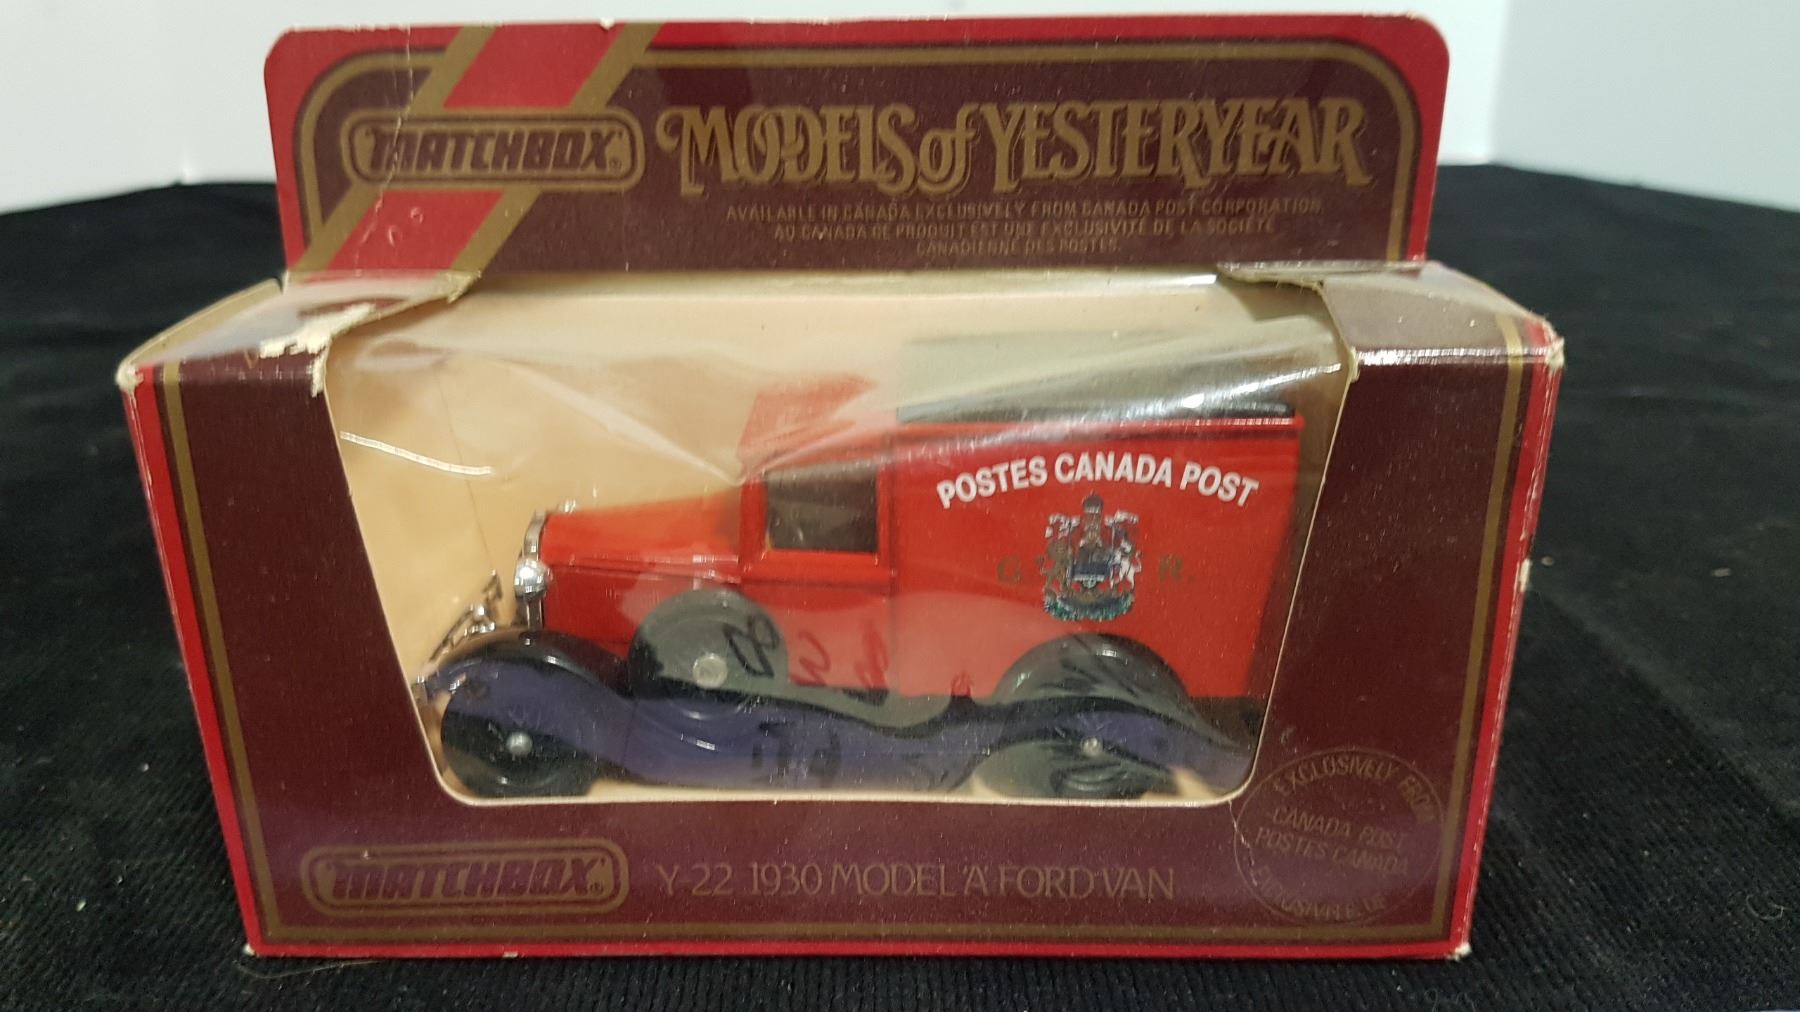 MATCHBOX®
MODELS of YESTERYEAR
AVAILABLE IN CANADA EXCLUSIVELY FROM CANADA POST CORPORATION.
AU CANADA CE PRODUIT EST UNE EXCLUSIVITÉ DE LA SOCIÉTÉ
CANADIENNE DES POSTES.
POSTES CANADA POST
G. R.
EXCLUSIVELY FROM
CANADA POST
POSTES CANADA
EXCLUSIVITÉ DE
MATCHBOX®
Y-22 1930 MODEL 'A' FORD VAN